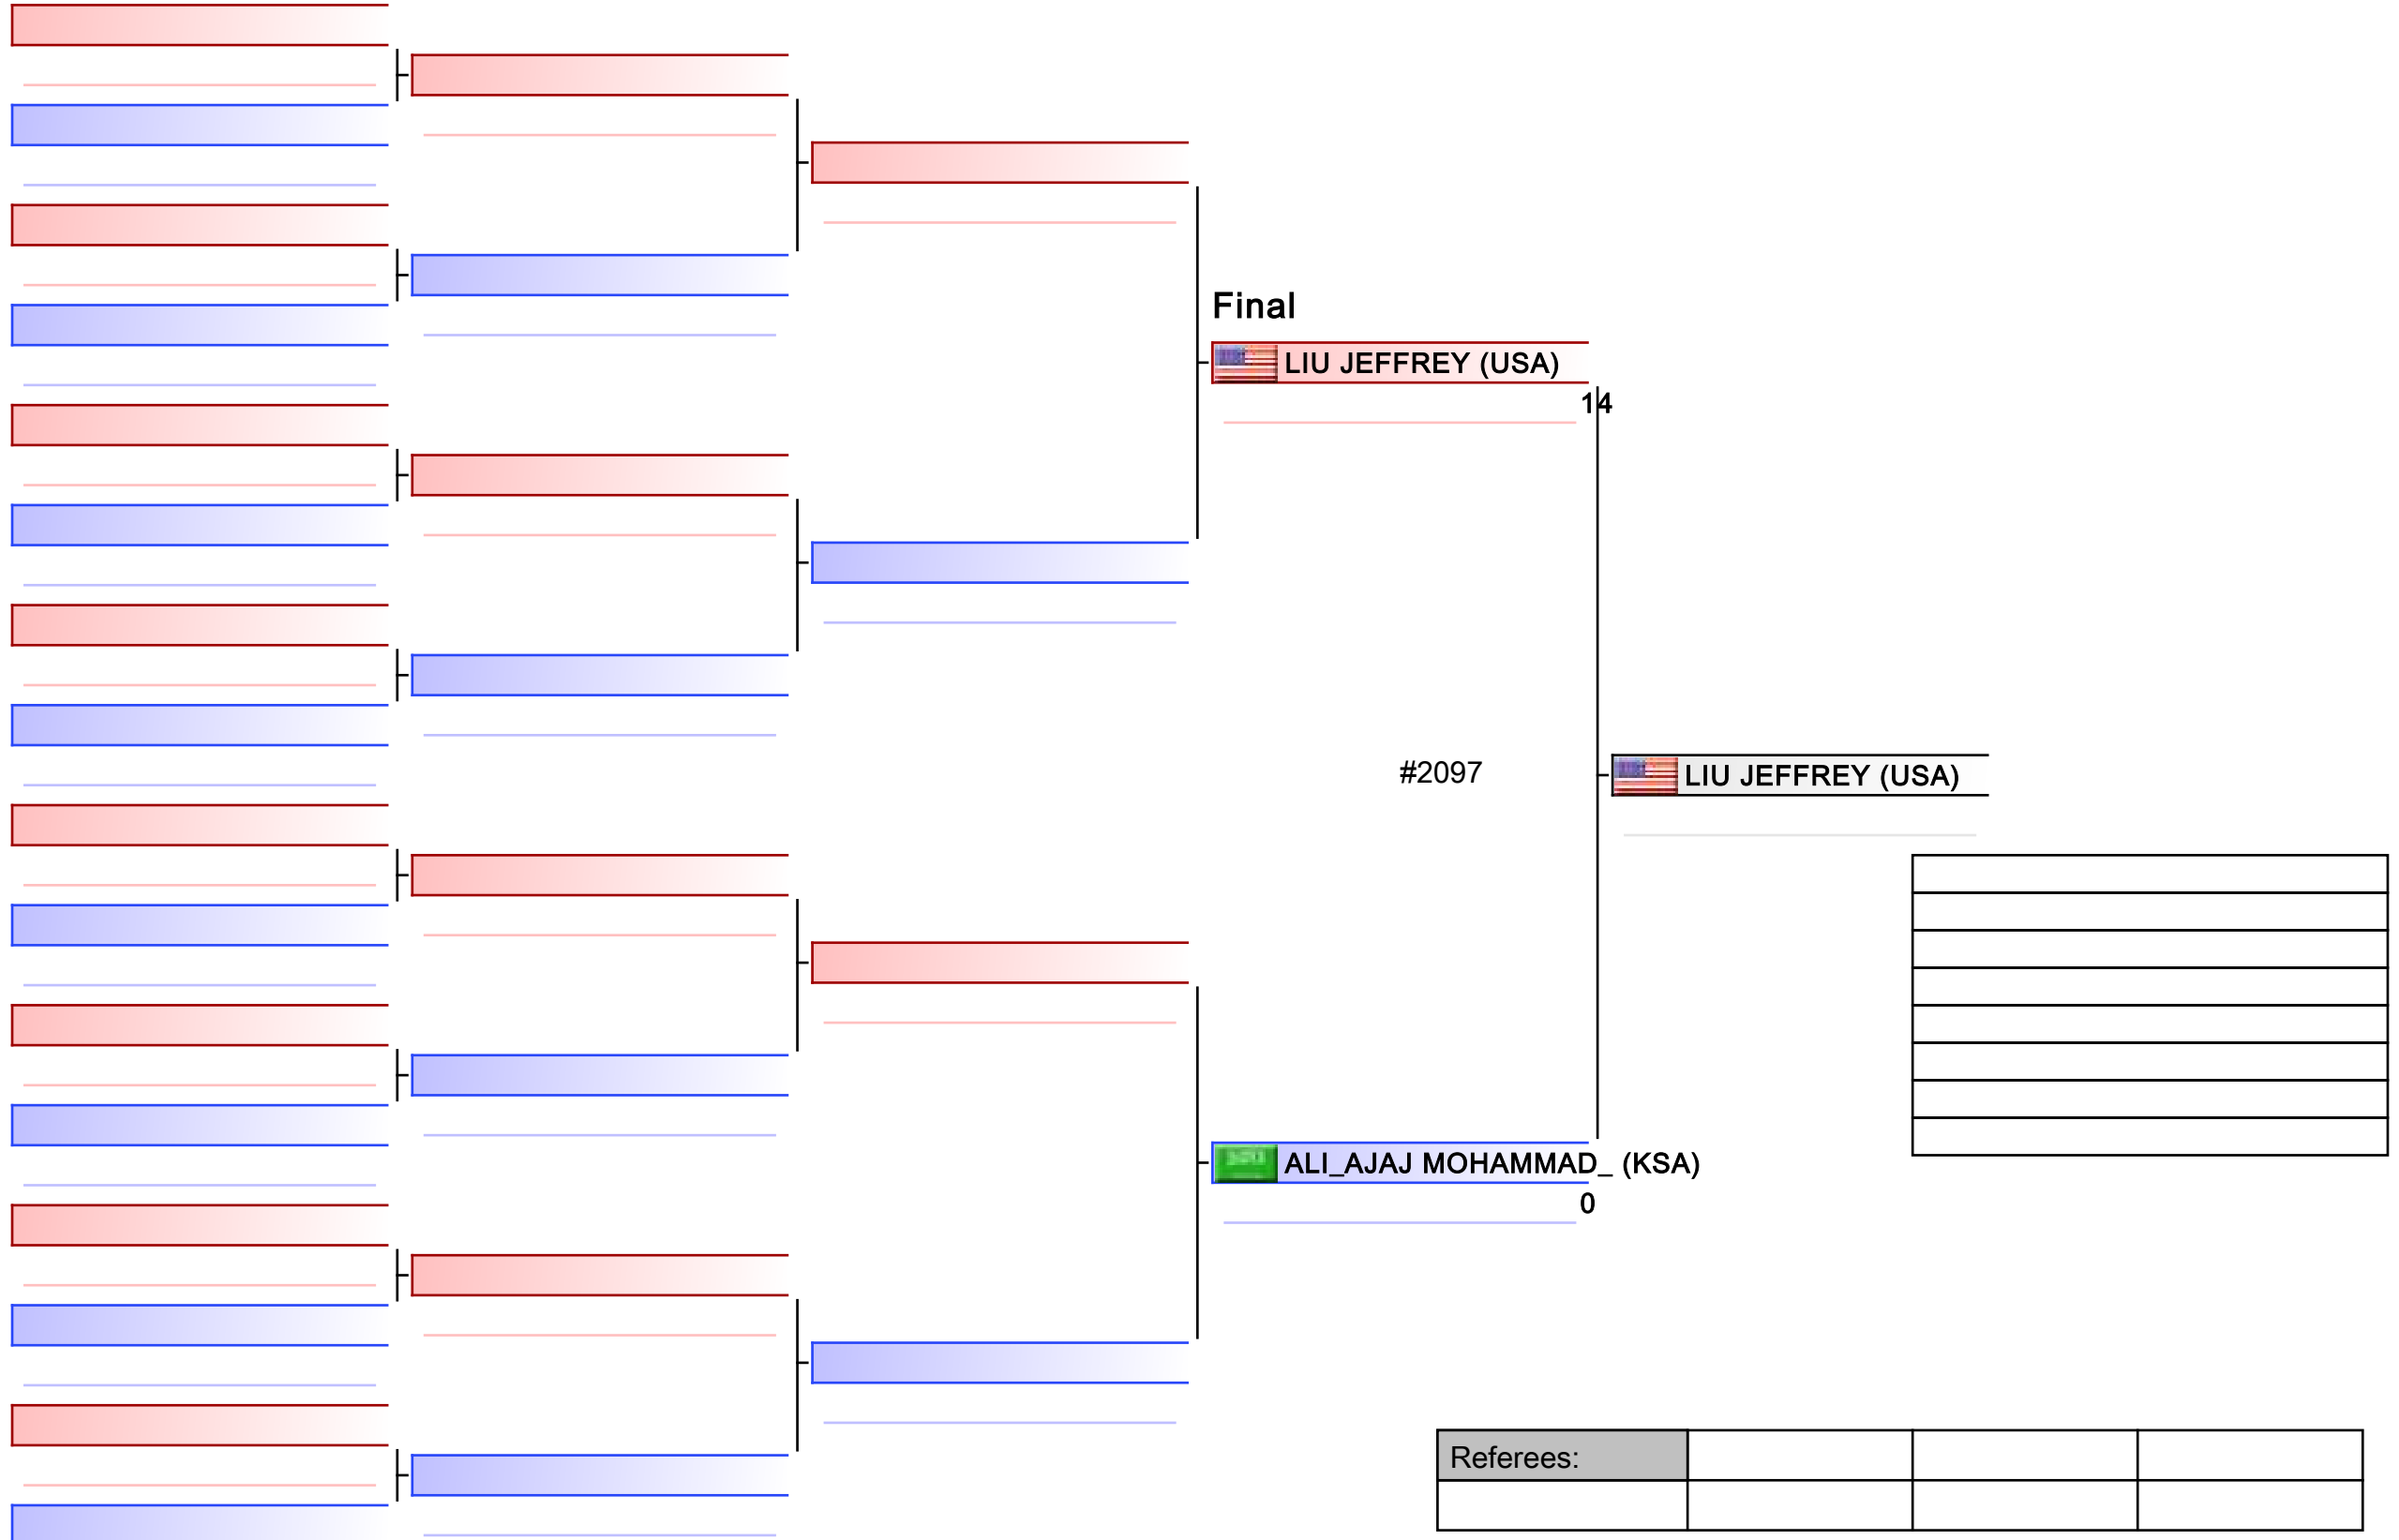 Final
LIU JEFFREY (USA)
14
#2097
LIU JEFFREY (USA)
ALI_AJAJ MOHAMMAD_ (KSA)
0
Referees: